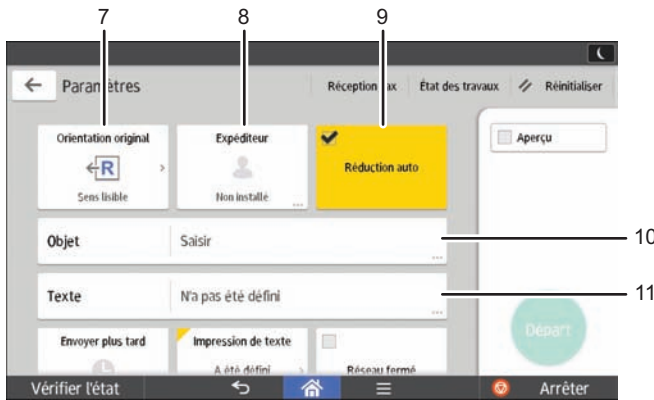 7 8 9
Paramètres Réception fax État des travaux Réinitialiser
Orientation original Expéditeur Réduction auto Aperçu
R
Sens lisible Non installé
Objet Saisir 10
Texte N'a pas été défini 11
Envoyer plus tard Impression de texte Départ
A été défini Réseau fermé
Vérifier l'état Arrêter